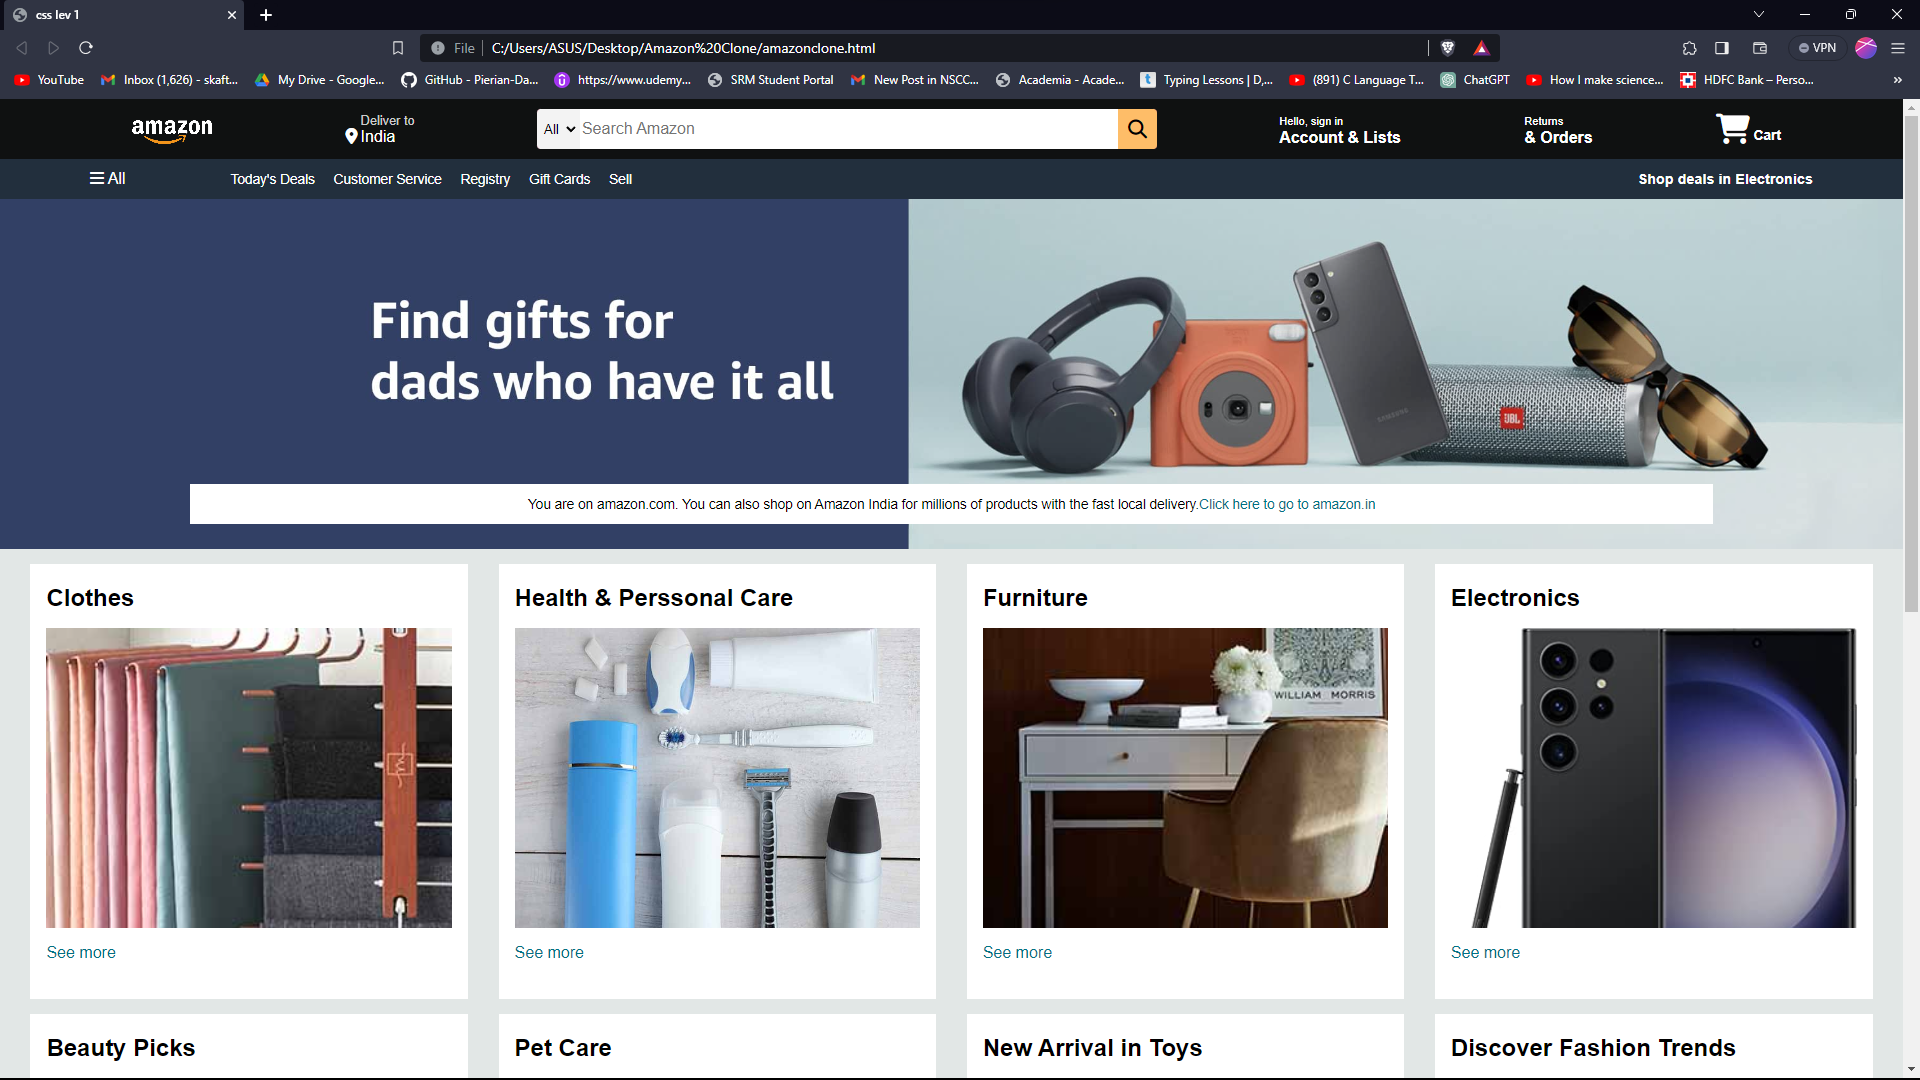 css lev 1
File
C:/Users/ASUS/Desktop/Amazon%20Clone/amazonclone.html
VPN
YouTube
Inbox (1,626) - skaft...
My Drive - Google...
GitHub - Pierian-Da...
https://www.udemy...
SRM Student Portal
New Post in NSCC...
Academia - Acade...
Typing Lessons | D,...
(891) C Language T...
ChatGPT
How I make science...
HDFC Bank – Perso...
amazon
Deliver to
India
All
Search Amazon
Hello, sign in
Account & Lists
Returns
& Orders
Cart
All
Today's Deals
Customer Service
Registry
Gift Cards
Sell
Shop deals in Electronics
Find gifts for
dads who have it all
SAMSUNG
JBL
You are on amazon.com. You can also shop on Amazon India for millions of products with the fast local delivery.Click here to go to amazon.in
Clothes
Health & Perssonal Care
Furniture
Electronics
WILLIAM MORRIS
See more
See more
See more
See more
Beauty Picks
Pet Care
New Arrival in Toys
Discover Fashion Trends